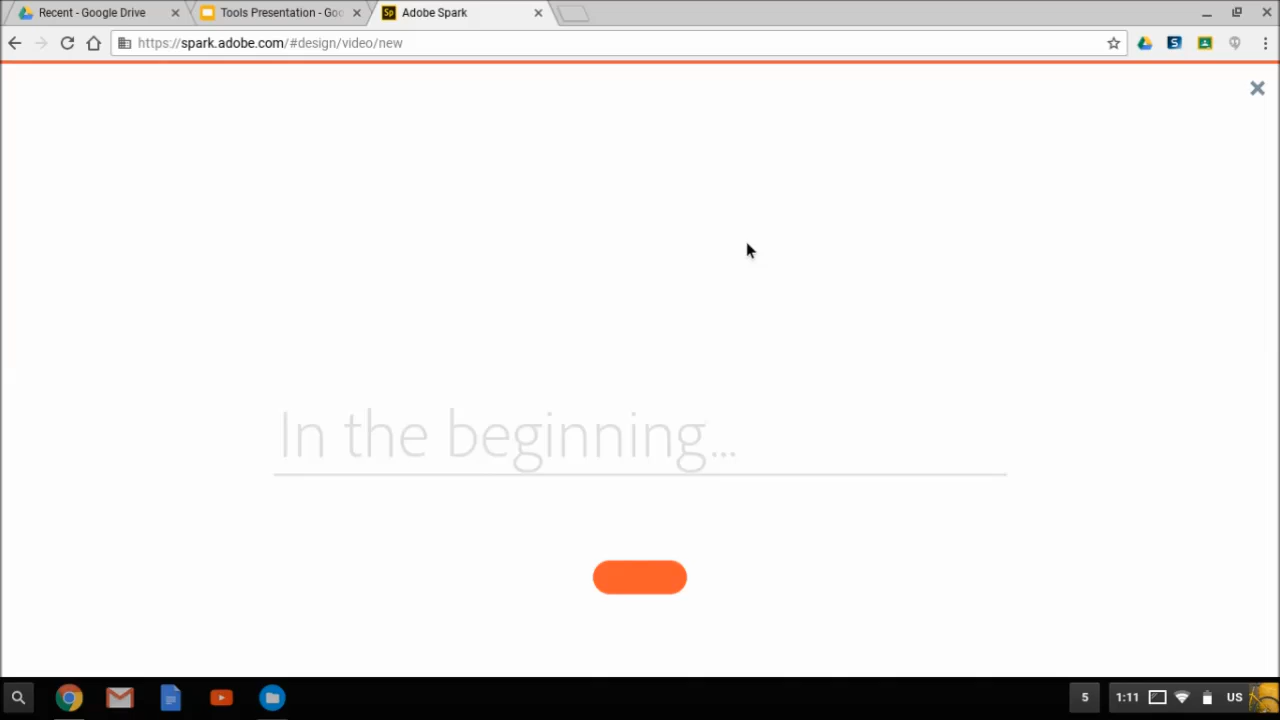 Recent - Google Drive
Tools Presentation - Goo
Sp
Adobe Spark
https://spark.adobe.com/#design/video/new
S
In the beginning...
5
1:11
US